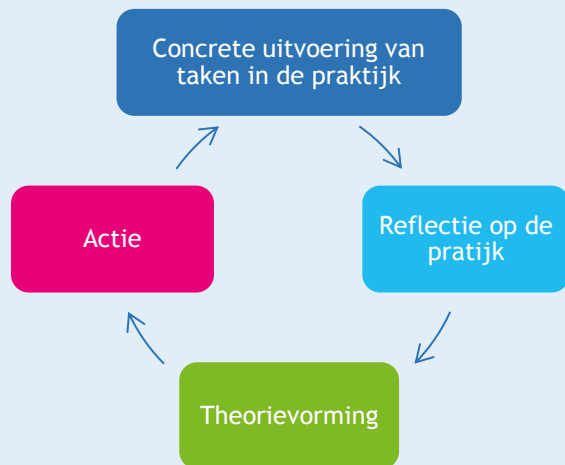 Concrete uitvoering van
taken in de praktijk
Actie
Reflectie op de
pratijk
Theorievorming